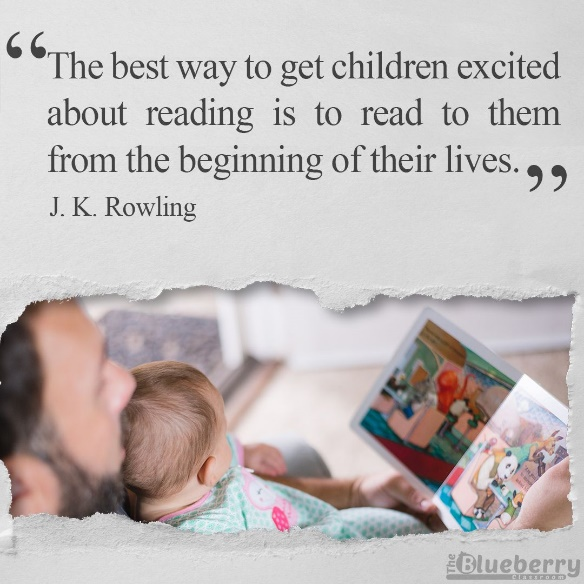 “The best way to get children excited
about reading is to read to them
from the beginning of their lives.”
J. K. Rowling
The Blueberry
Classroom